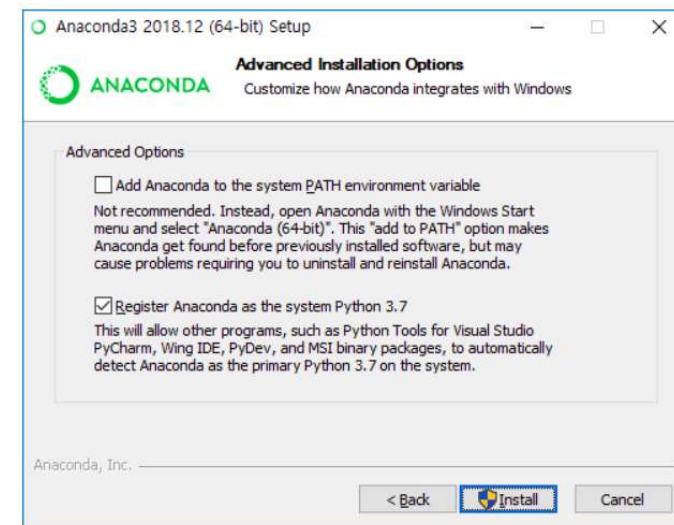 Anaconda3 2018.12 (64-bit) Setup
Advanced Installation Options
Customize how Anaconda integrates with Windows
ANACONDA
Advanced Options
Add Anaconda to the system PATH environment variable
Not recommended. Instead, open Anaconda with the Windows Start
menu and select "Anaconda (64-bit)". This "add to PATH" option makes
Anaconda get found before previously installed software, but may
cause problems requiring you to uninstall and reinstall Anaconda.
Register Anaconda as the system Python 3.7
This will allow other programs, such as Python Tools for Visual Studio
PyCharm, Wing IDE, PyDev, and MSI binary packages, to automatically
detect Anaconda as the primary Python 3.7 on the system.
Anaconda, Inc.
< Back Install Cancel